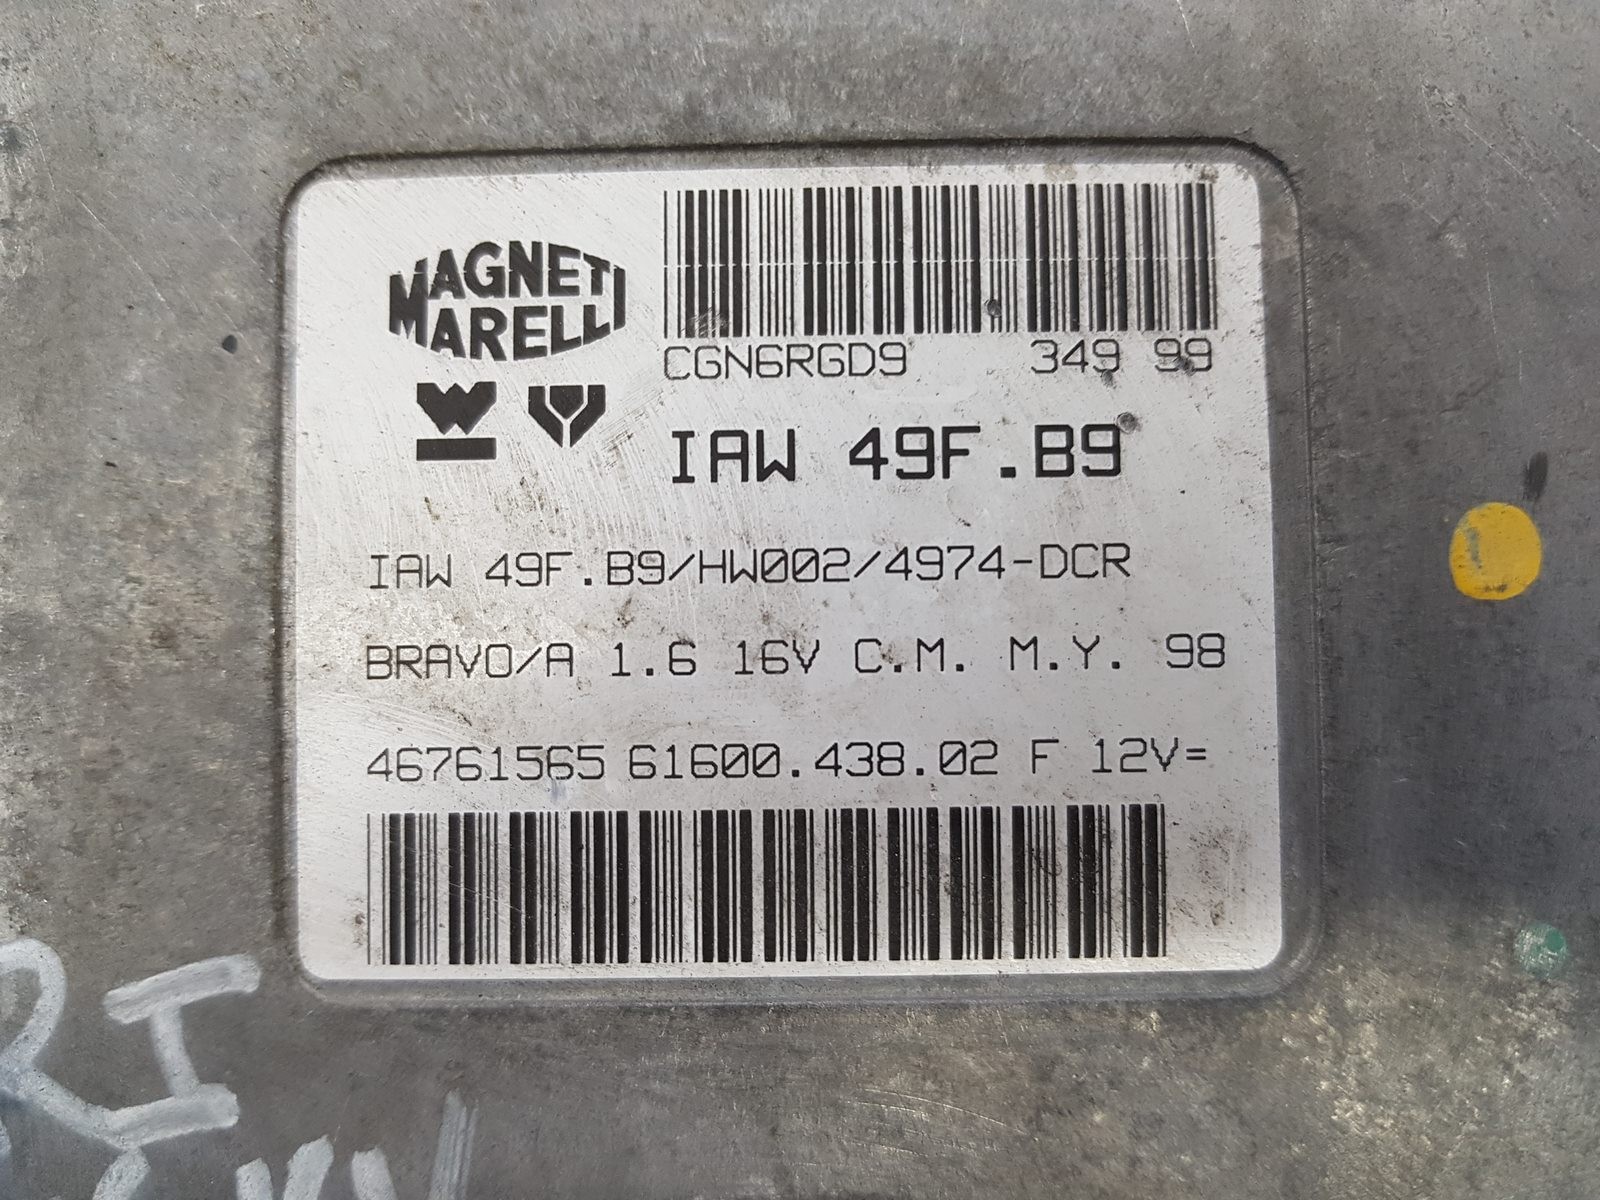 MAGNETI
MARELLI
CGN6RGD9 349 99
IAW 49F.B9
IAW 49F.B9/HW002/4974-DCR
BRAVO/A 1.6 16V C.M. M.Y. 98
46761565 61600.438.02 F 12V=